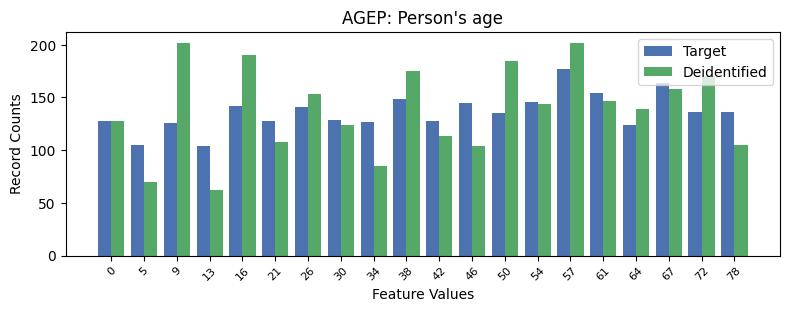 AGEP: Person's age
Target
Deidentified
Record Counts
200
150
100
50
0
0 5 9 13 16 21 26 30 34 38 42 46 50 54 57 61 64 67 72 78
Feature Values